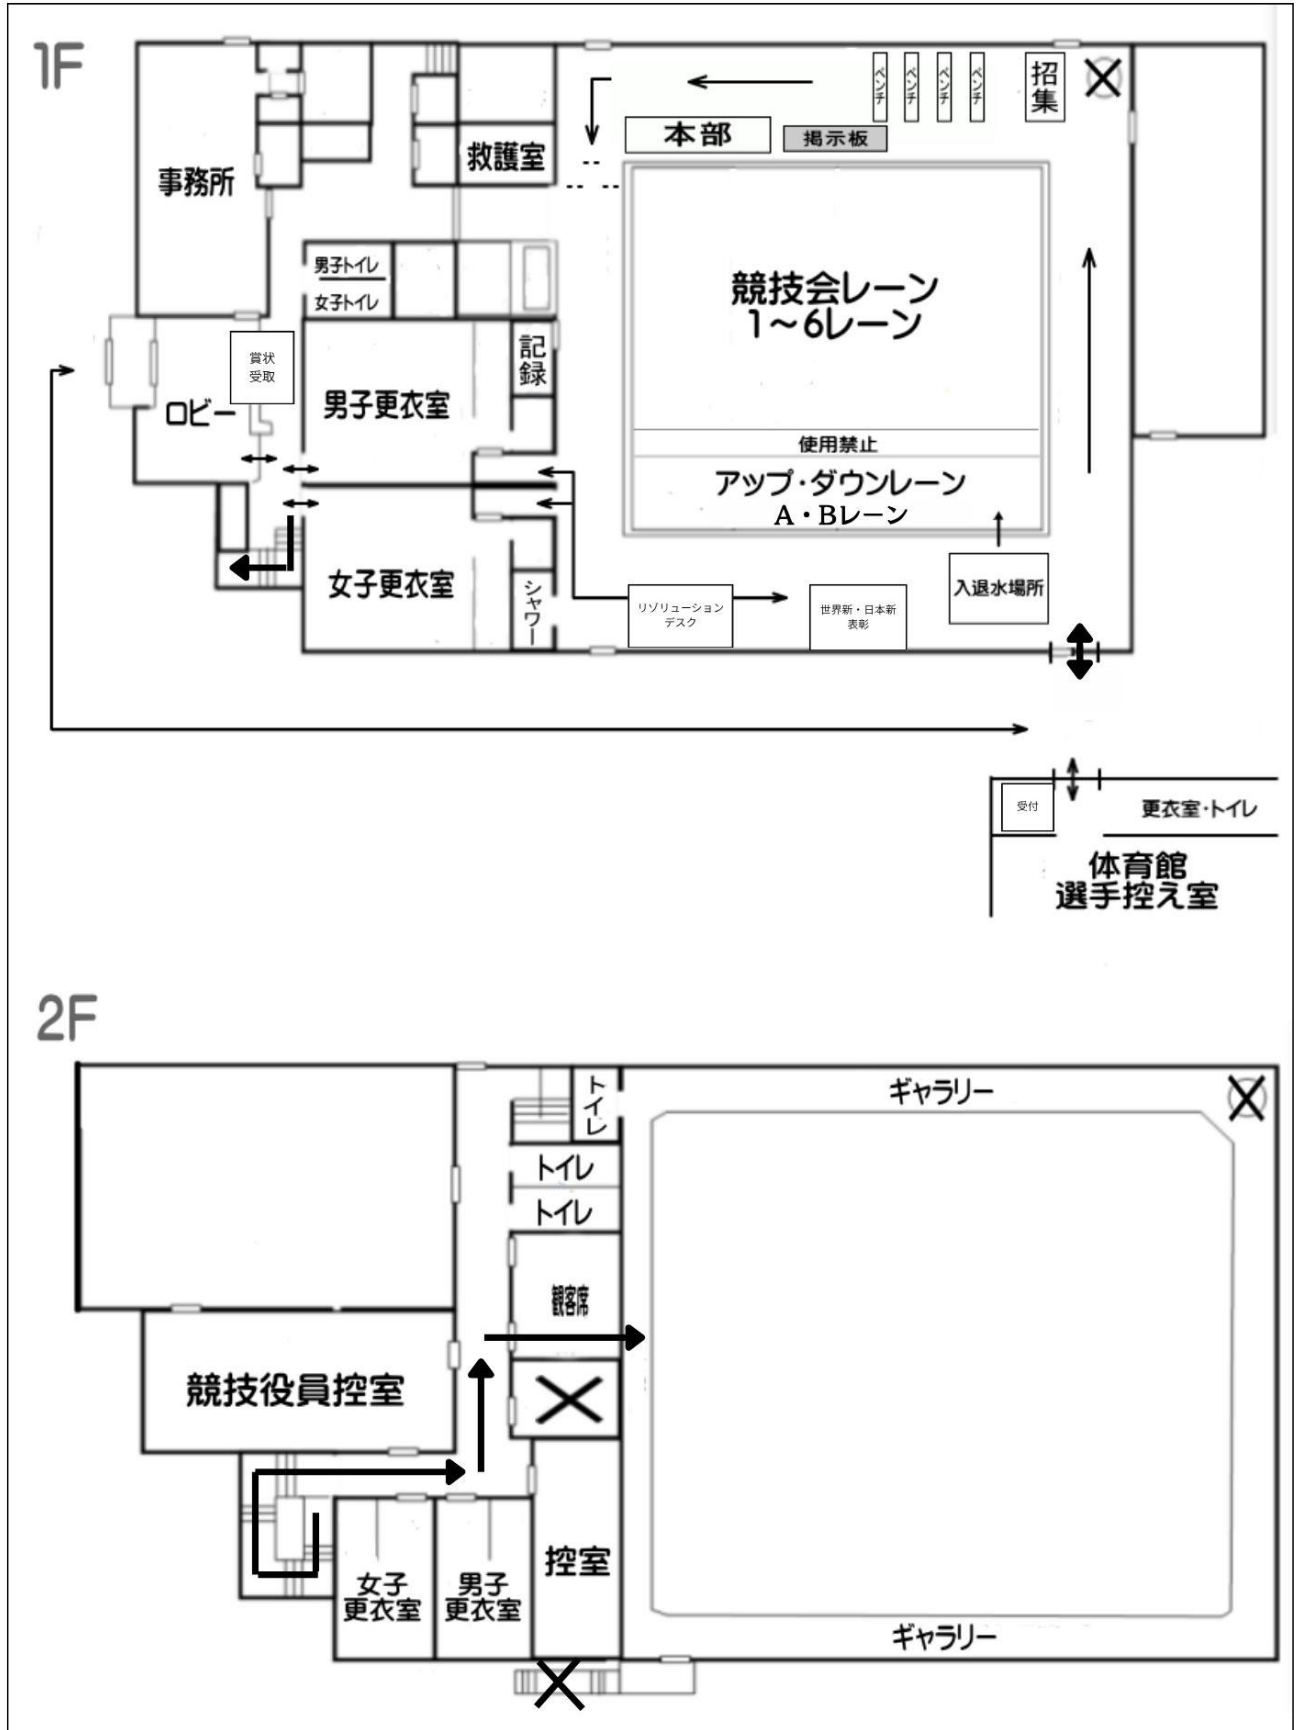 1F
ベンチ
ベンチ
ベンチ
ベンチ
招集
本部
掲示板
救護室
事務所
男子トイレ
女子トイレ
競技会レーン
1～6レーン
賞状
受取
記録
ロビー
男子更衣室
使用禁止
アップ・ダウンレーン
A・Bレーン
女子更衣室
シャワー
リゾリューション
デスク
世界新・日本新
表彰
入退水場所
受付
更衣室・トイレ
体育館
選手控え室
2F
トイレ
ギャラリー
トイレ
トイレ
観客席
競技役員控室
控室
女子
更衣室
男子
更衣室
ギャラリー